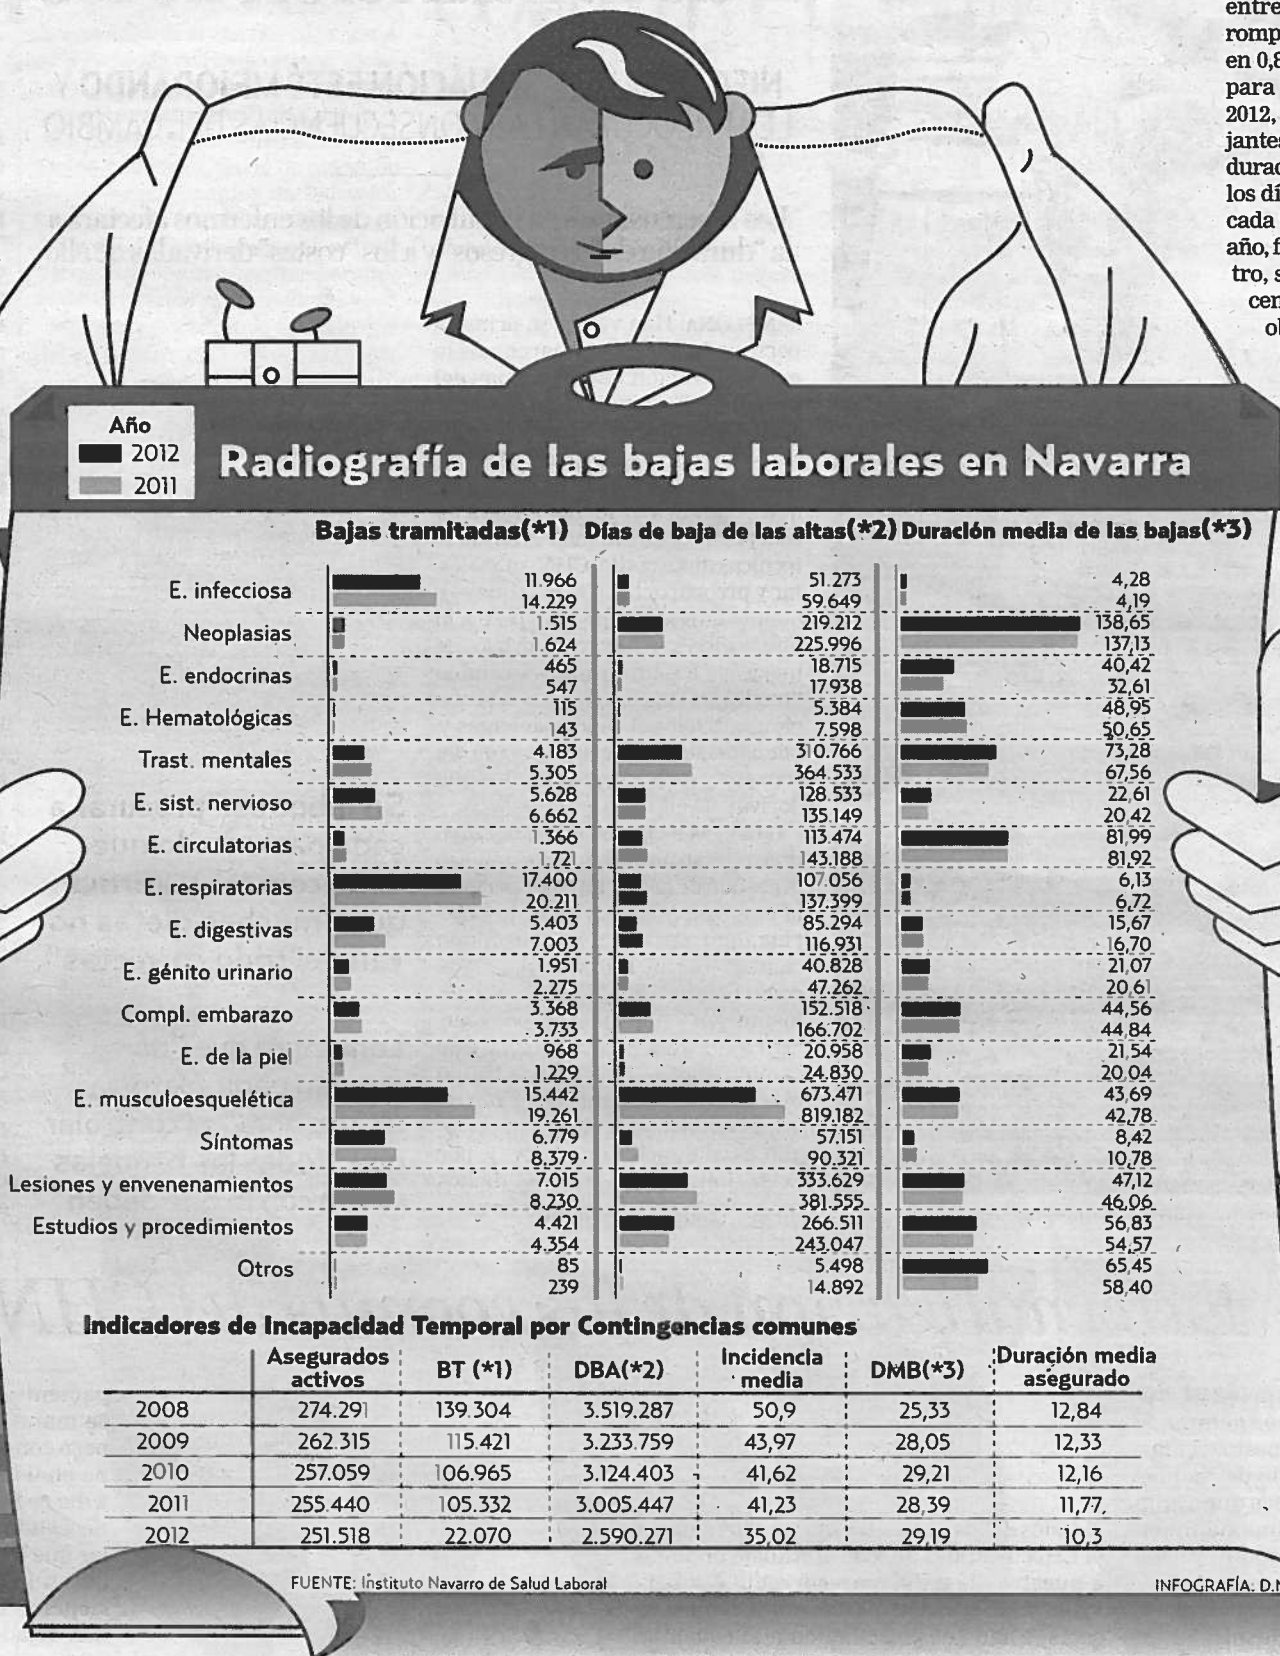 entre
romp
en 0,8
para
2012,
jantes
durac
los dí
cada
año, f
tro, s
cen
ol
Año
2012
2011
Radiografía de las bajas laborales en Navarra
Bajas tramitadas(*1) Días de baja de las altas(*2) Duración media de las bajas(*3)
E. infecciosa 11.966 51.273 4,28
14.229 59.649 4,19
Neoplasias 1.515 219.212 138,65
1.624 225.996 137,13
E. endocrinas 465 18.715 40,42
547 17.938 32,61
E. Hematológicas 115 5.384 48,95
143 7.598 50,65
Trast. mentales 4.183 310.766 73,28
5.305 364.533 67,56
E. sist. nervioso 5.628 128.533 22,61
6.662 135.149 20,42
E. circulatorias 1.366 113.474 81,99
1.721 143.188 81,92
E. respiratorias 17.400 107.056 6,13
20.211 137.399 6,72
E. digestivas 5.403 85.294 15,67
7.003 116.931 16,70
E. génito urinario 1.951 40.828 21,07
2.275 47.262 20,61
Compl. embarazo 3.368 152.518 44,56
3.733 166.702 44,84
E. de la piel 968 20.958 21,54
1.229 24.830 20,04
E. musculoesquelética 15.442 673.471 43,69
19.261 819.182 42,78
Síntomas 6.779 57.151 8,42
8.379 90.321 10,78
Lesiones y envenenamientos 7.015 333.629 47,12
8.230 381.555 46,06
Estudios y procedimientos 4.421 266.511 56,83
4.354 243.047 54,57
Otros 85 5.498 65,45
239 14.892 58,40
Indicadores de Incapacidad Temporal por Contingencias comunes
Asegurados activos BT (*1) DBA(*2) Incidencia media DMB(*3) Duración media asegurado
2008 274.291 139.304 3.519.287 50,9 25,33 12,84
2009 262.315 115.421 3.233.759 43,97 28,05 12,33
2010 257.059 106.965 3.124.403 41,62 29,21 12,16
2011 255.440 105.332 3.005.447 41,23 28,39 11,77
2012 251.518 22.070 2.590.271 35,02 29,19 10,3
FUENTE: Instituto Navarro de Salud Laboral
INFOGRAFÍA: D.N